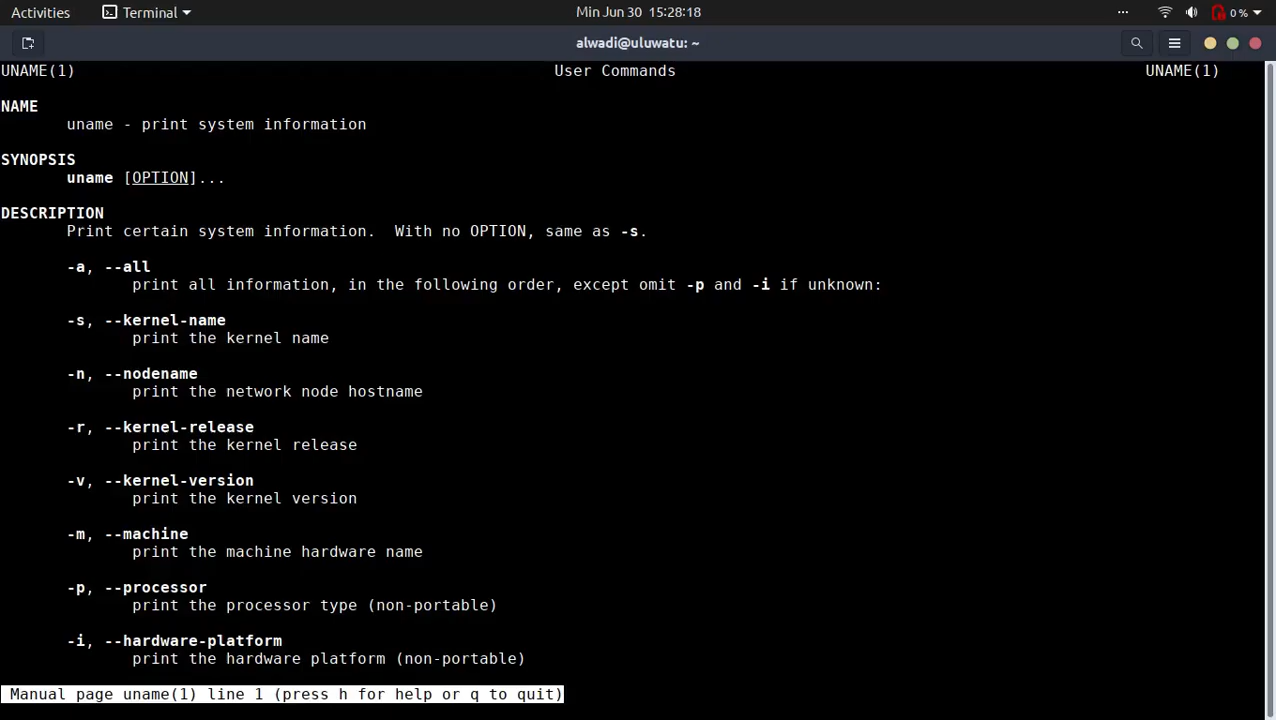 Activities Terminal Min Jun 30 15:28:18 ... 0 %
alwadi@uluwatu: ~
UNAME(1) User Commands UNAME(1)
NAME
uname - print system information
SYNOPSIS
uname [OPTION]...
DESCRIPTION
Print certain system information.  With no OPTION, same as -s.
-a, --all
print all information, in the following order, except omit -p and -i if unknown:
-s, --kernel-name
print the kernel name
-n, --nodename
print the network node hostname
-r, --kernel-release
print the kernel release
-v, --kernel-version
print the kernel version
-m, --machine
print the machine hardware name
-p, --processor
print the processor type (non-portable)
-i, --hardware-platform
print the hardware platform (non-portable)
Manual page uname(1) line 1 (press h for help or q to quit)